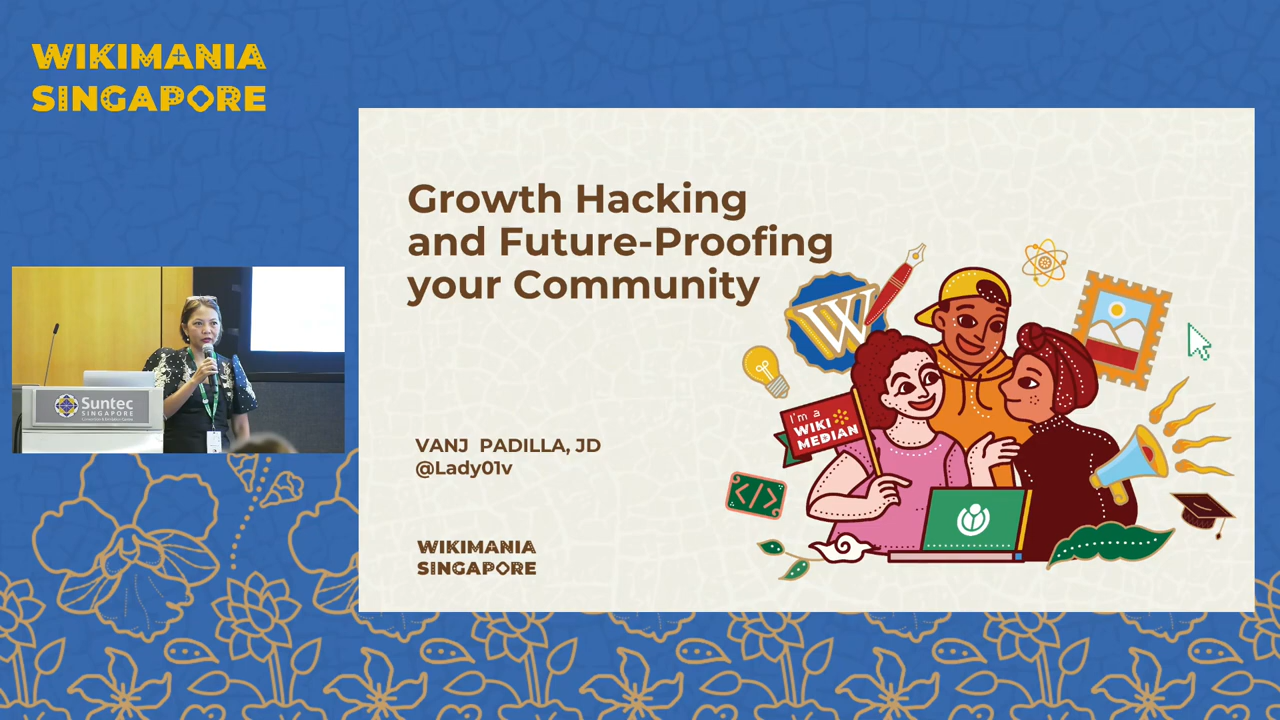 WIKIMANIA
SINGAPORE
Growth Hacking
and Future-Proofing
your Community
VANJ PADILLA, JD
@Lady01v
WIKIMANIA
SINGAPORE
W
I'm a
WIKI
MEDIAN
</>
Suntec
SINGAPORE